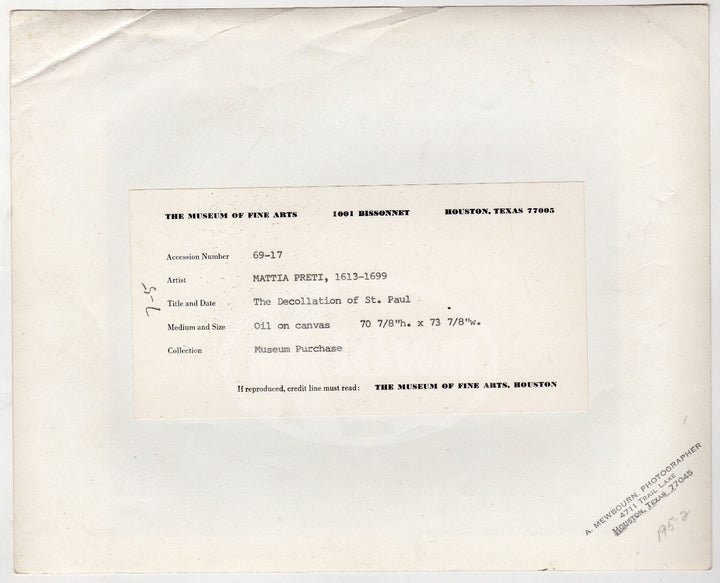 THE MUSEUM OF FINE ARTS 1001 BISSONNET HOUSTON, TEXAS 77005
Accession Number 69-17
Artist MATTIA PRETI, 1613-1699
Title and Date The Decollation of St. Paul
Medium and Size Oil on canvas 70 7/8"h. x 73 7/8"w.
Collection Museum Purchase
If reproduced, credit line must read: THE MUSEUM OF FINE ARTS, HOUSTON
7-5
A. MEWBOURN, PHOTOGRAPHER
4711 TRAIL LAKE
HOUSTON, TEXAS 77045
195-2